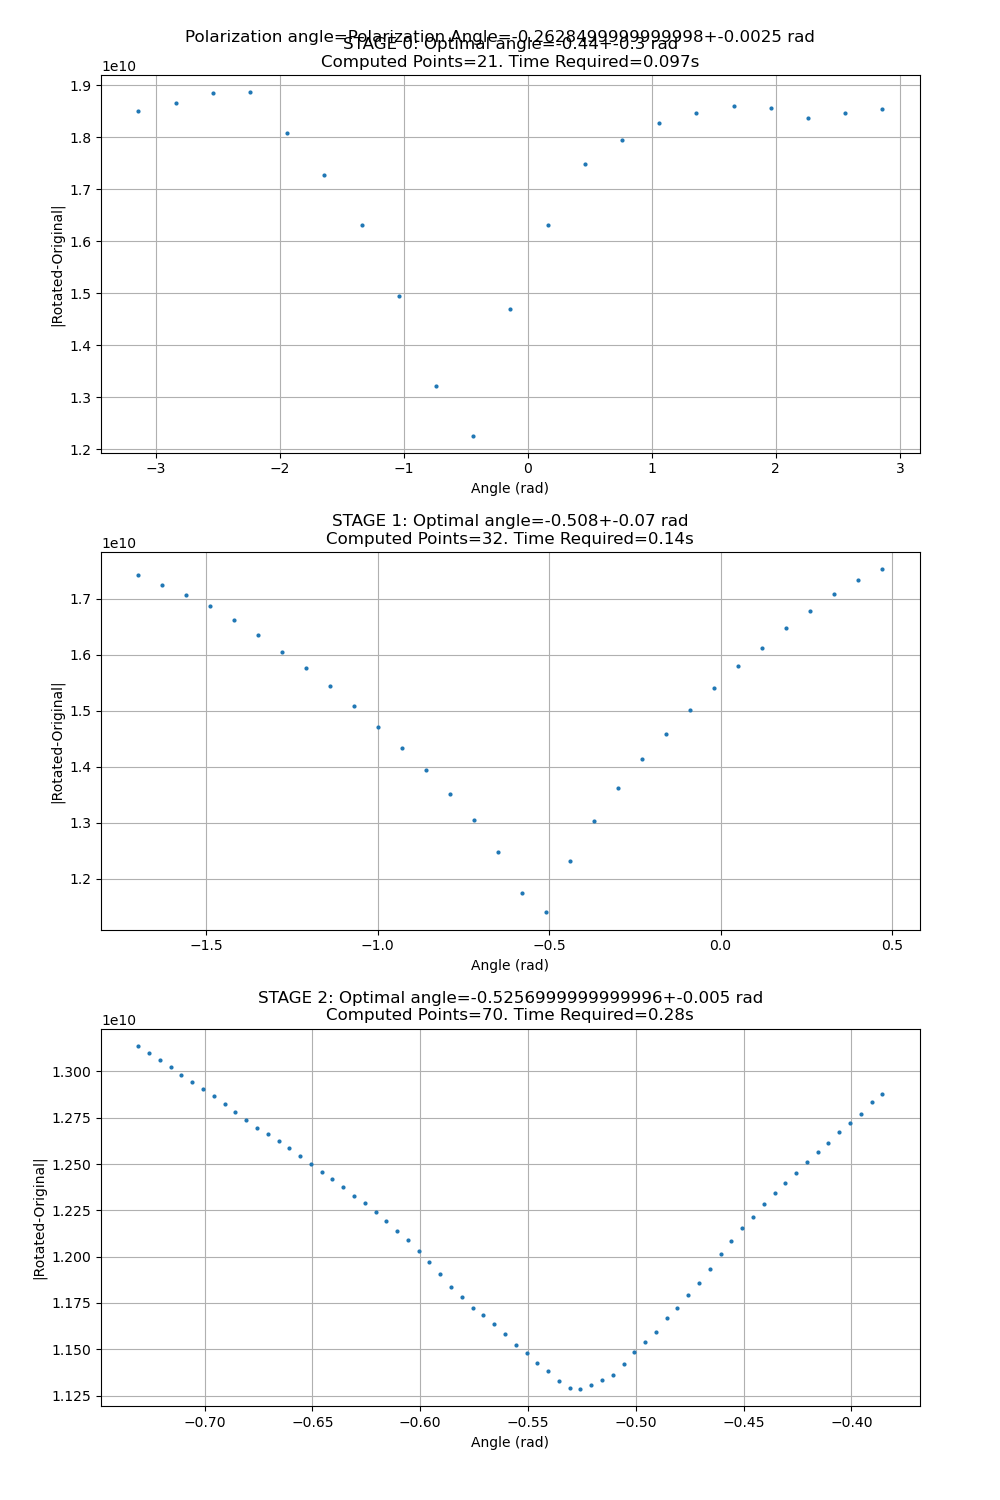 Polarization angle=Polarization Angle=-0.2628499999999998+-0.0025 rad
STAGE 0: Optimal angle=-0.44+-0.3 rad
Computed Points=21. Time Required=0.097s
1e10
1.9
1.8
1.7
1.6
1.5
1.4
1.3
1.2
|Rotated-Original|
−3 −2 −1 0 1 2 3
Angle (rad)
STAGE 1: Optimal angle=-0.508+-0.07 rad
Computed Points=32. Time Required=0.14s
1e10
1.7
1.6
1.5
1.4
1.3
1.2
|Rotated-Original|
−1.5 −1.0 −0.5 0.0 0.5
Angle (rad)
STAGE 2: Optimal angle=-0.5256999999999996+-0.005 rad
Computed Points=70. Time Required=0.28s
1e10
1.300
1.275
1.250
1.225
1.200
1.175
1.150
1.125
|Rotated-Original|
−0.70 −0.65 −0.60 −0.55 −0.50 −0.45 −0.40
Angle (rad)